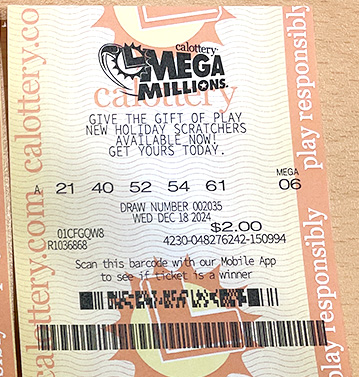 calottery
MEGA
MILLIONS.
calottery
GIVE THE GIFT OF PLAY
NEW HOLIDAY SCRATCHERS
AVAILABLE NOW!
GET YOURS TODAY.
MEGA
A 21 40 52 54 61 06
DRAW NUMBER 002035
WED DEC 18 2024
$2.00
01CFGQW8
R1036868 4230-048276242-150994
Scan this barcode with our Mobile App
to see if ticket is a winner
calottery.com calottery.co
play responsibly
play responsibly